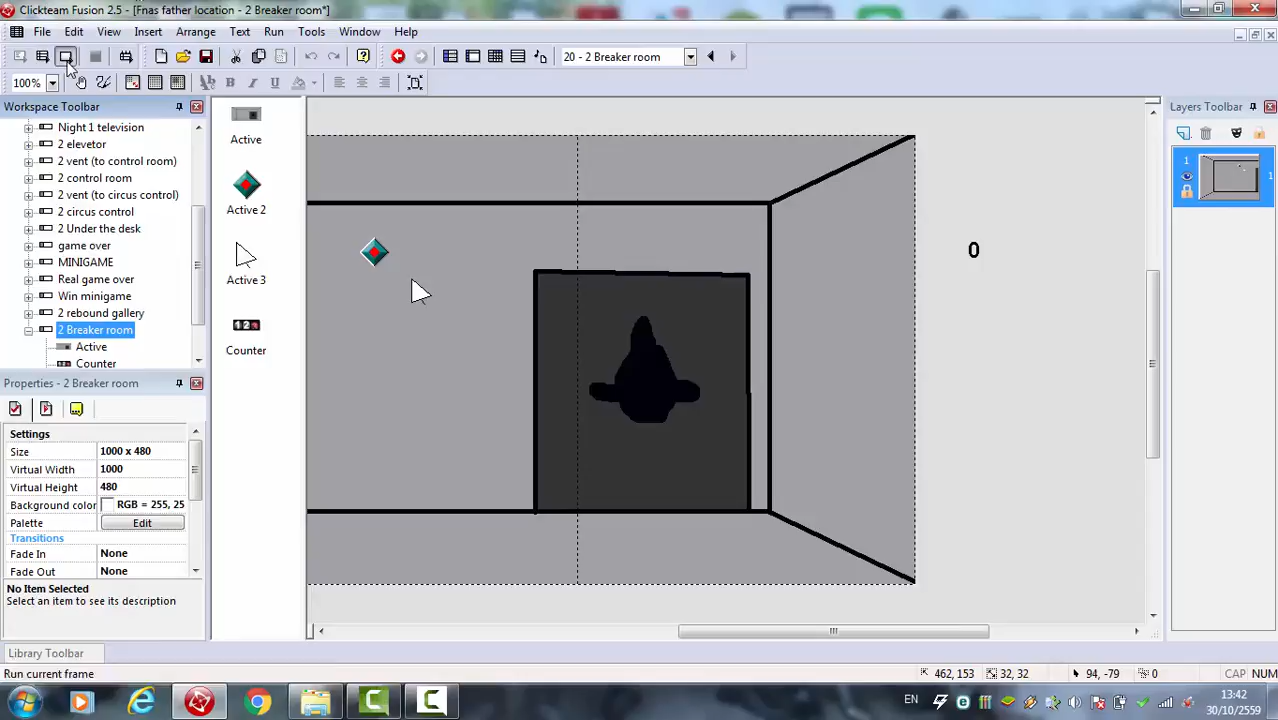 Clickteam Fusion 2.5 - [Fnas father location - 2 Breaker room*]
File Edit View Insert Arrange Text Run Tools Window Help
20 - 2 Breaker room
100%
B I U
Workspace Toolbar
Night 1 television
2 elevetor
2 vent (to control room)
2 control room
2 vent (to circus control)
2 circus control
2 Under the desk
game over
MINIGAME
Real game over
Win minigame
2 rebound gallery
2 Breaker room
Active
Counter
Properties - 2 Breaker room
Settings
Size 1000 x 480
Virtual Width 1000
Virtual Height 480
Background color RGB = 255, 25
Palette Edit
Transitions
Fade In None
Fade Out None
No Item Selected
Select an item to see its description
Library Toolbar
Run current frame
Active
Active 2
Active 3
Counter
0
Layers Toolbar
1
1
462, 153 32, 32 94, -79 0 CAP NUM
EN
13:42
30/10/2559